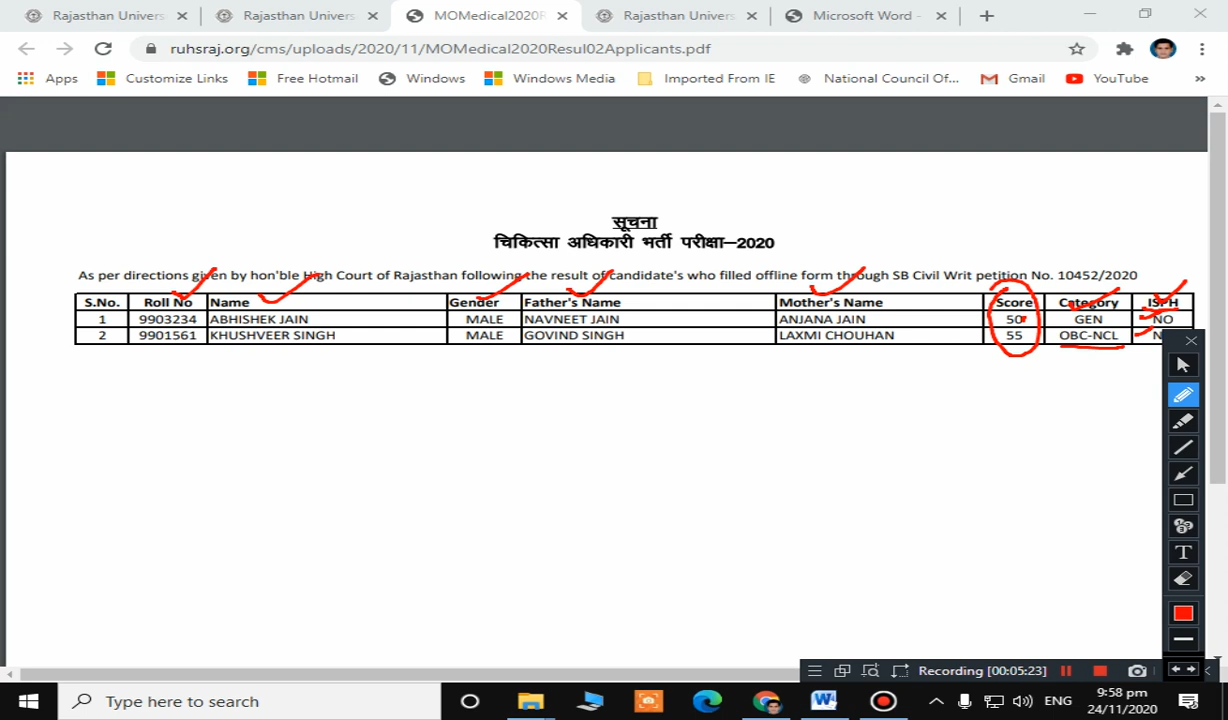 Rajasthan Univers
Rajasthan Univers
MOMedical2020R
Rajasthan Univers
Microsoft Word -
ruhsraj.org/cms/uploads/2020/11/MOMedical2020Resul02Applicants.pdf
Apps Customize Links Free Hotmail Windows Windows Media Imported From IE National Council Of... Gmail YouTube »
सूचना
चिकित्सा अधिकारी भर्ती परीक्षा–2020
As per directions given by hon'ble High Court of Rajasthan following the result of candidate's who filled offline form through SB Civil Writ petition No. 10452/2020
S.No. Roll No Name Gender Father's Name Mother's Name Score Category ISPH
1 9903234 ABHISHEK JAIN MALE NAVNEET JAIN ANJANA JAIN 50 GEN NO
2 9901561 KHUSHVEER SINGH MALE GOVIND SINGH LAXMI CHOUHAN 55 OBC-NCL
T
Recording [00:05:23]
Type here to search
ENG
9:58 pm
24/11/2020